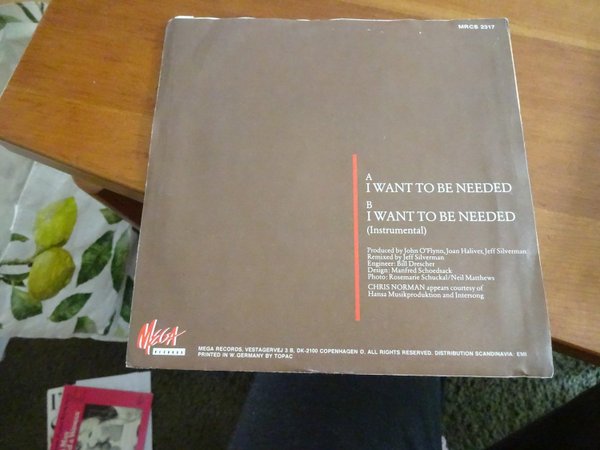 MRCS 2317
A
I WANT TO BE NEEDED
B
I WANT TO BE NEEDED
(Instrumental)
Produced by John O'Flynn, Joan Haliver, Jeff Silverman
Remixed by Jeff Silverman
Engineer: Bill Drescher
Design: Manfred Schoedsack
Photo: Rosemarie Schuckal/Neil Matthews
CHRIS NORMAN appears courtesy of
Hansa Musikproduktion and Intersong
MEGA
RECORDS
MEGA RECORDS, VESTAGERVEJ 3 B, DK-2100 COPENHAGEN O. ALL RIGHTS RESERVED. DISTRIBUTION SCANDINAVIA: EMI
PRINTED IN W. GERMANY BY TOPAC